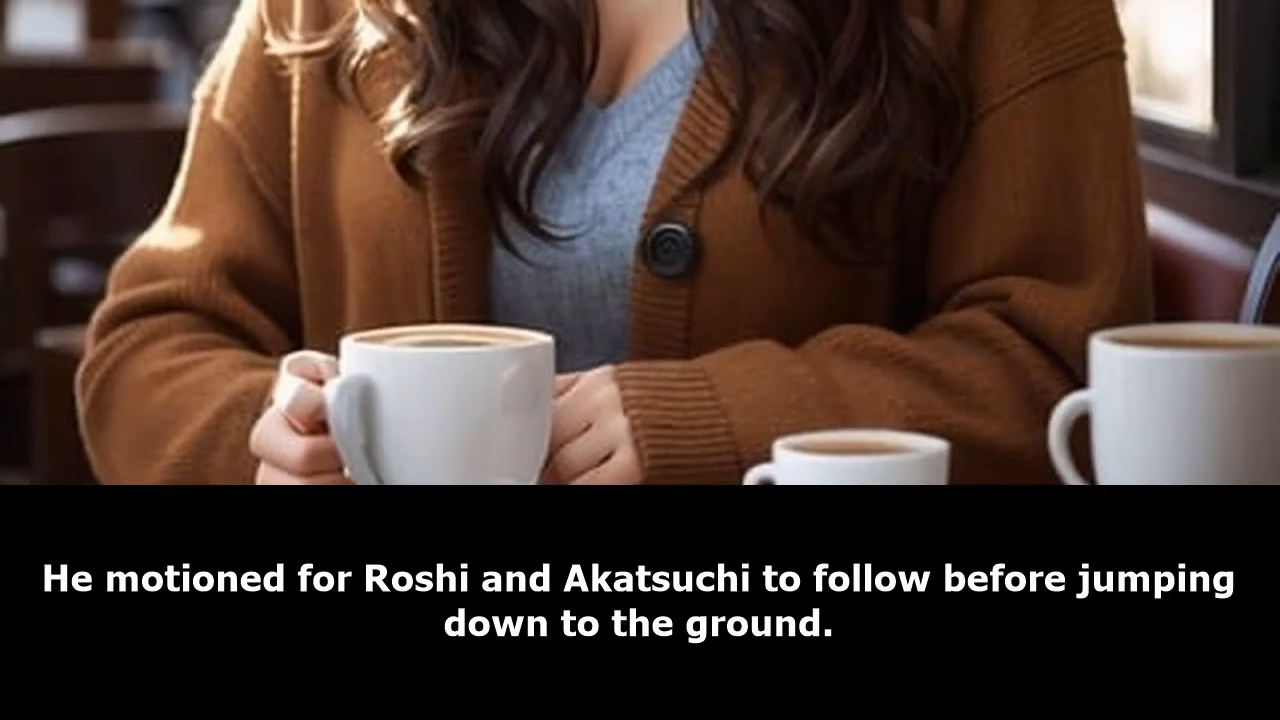 He motioned for Roshi and Akatsuchi to follow before jumping
down to the ground.